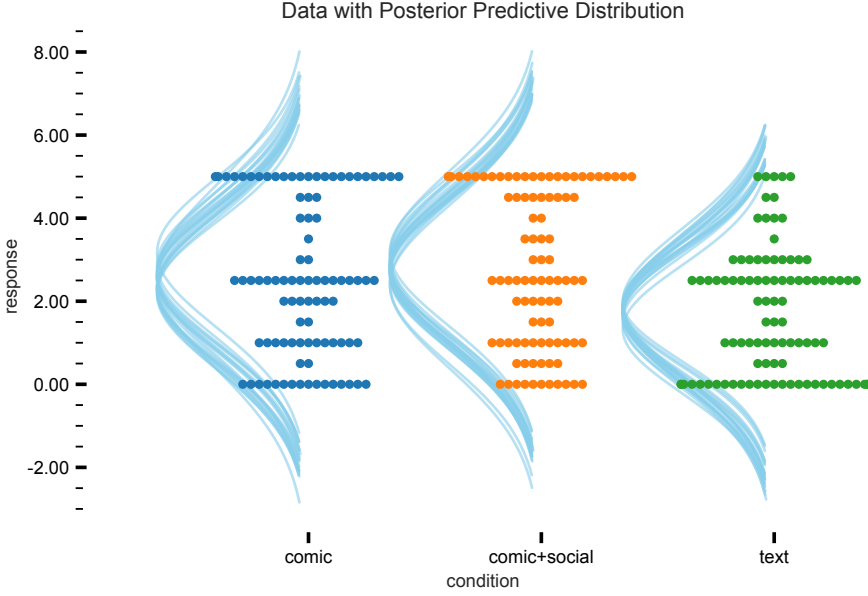 Data with Posterior Predictive Distribution
8.00
6.00
4.00
2.00
0.00
-2.00
response
comic
comic+social
text
condition